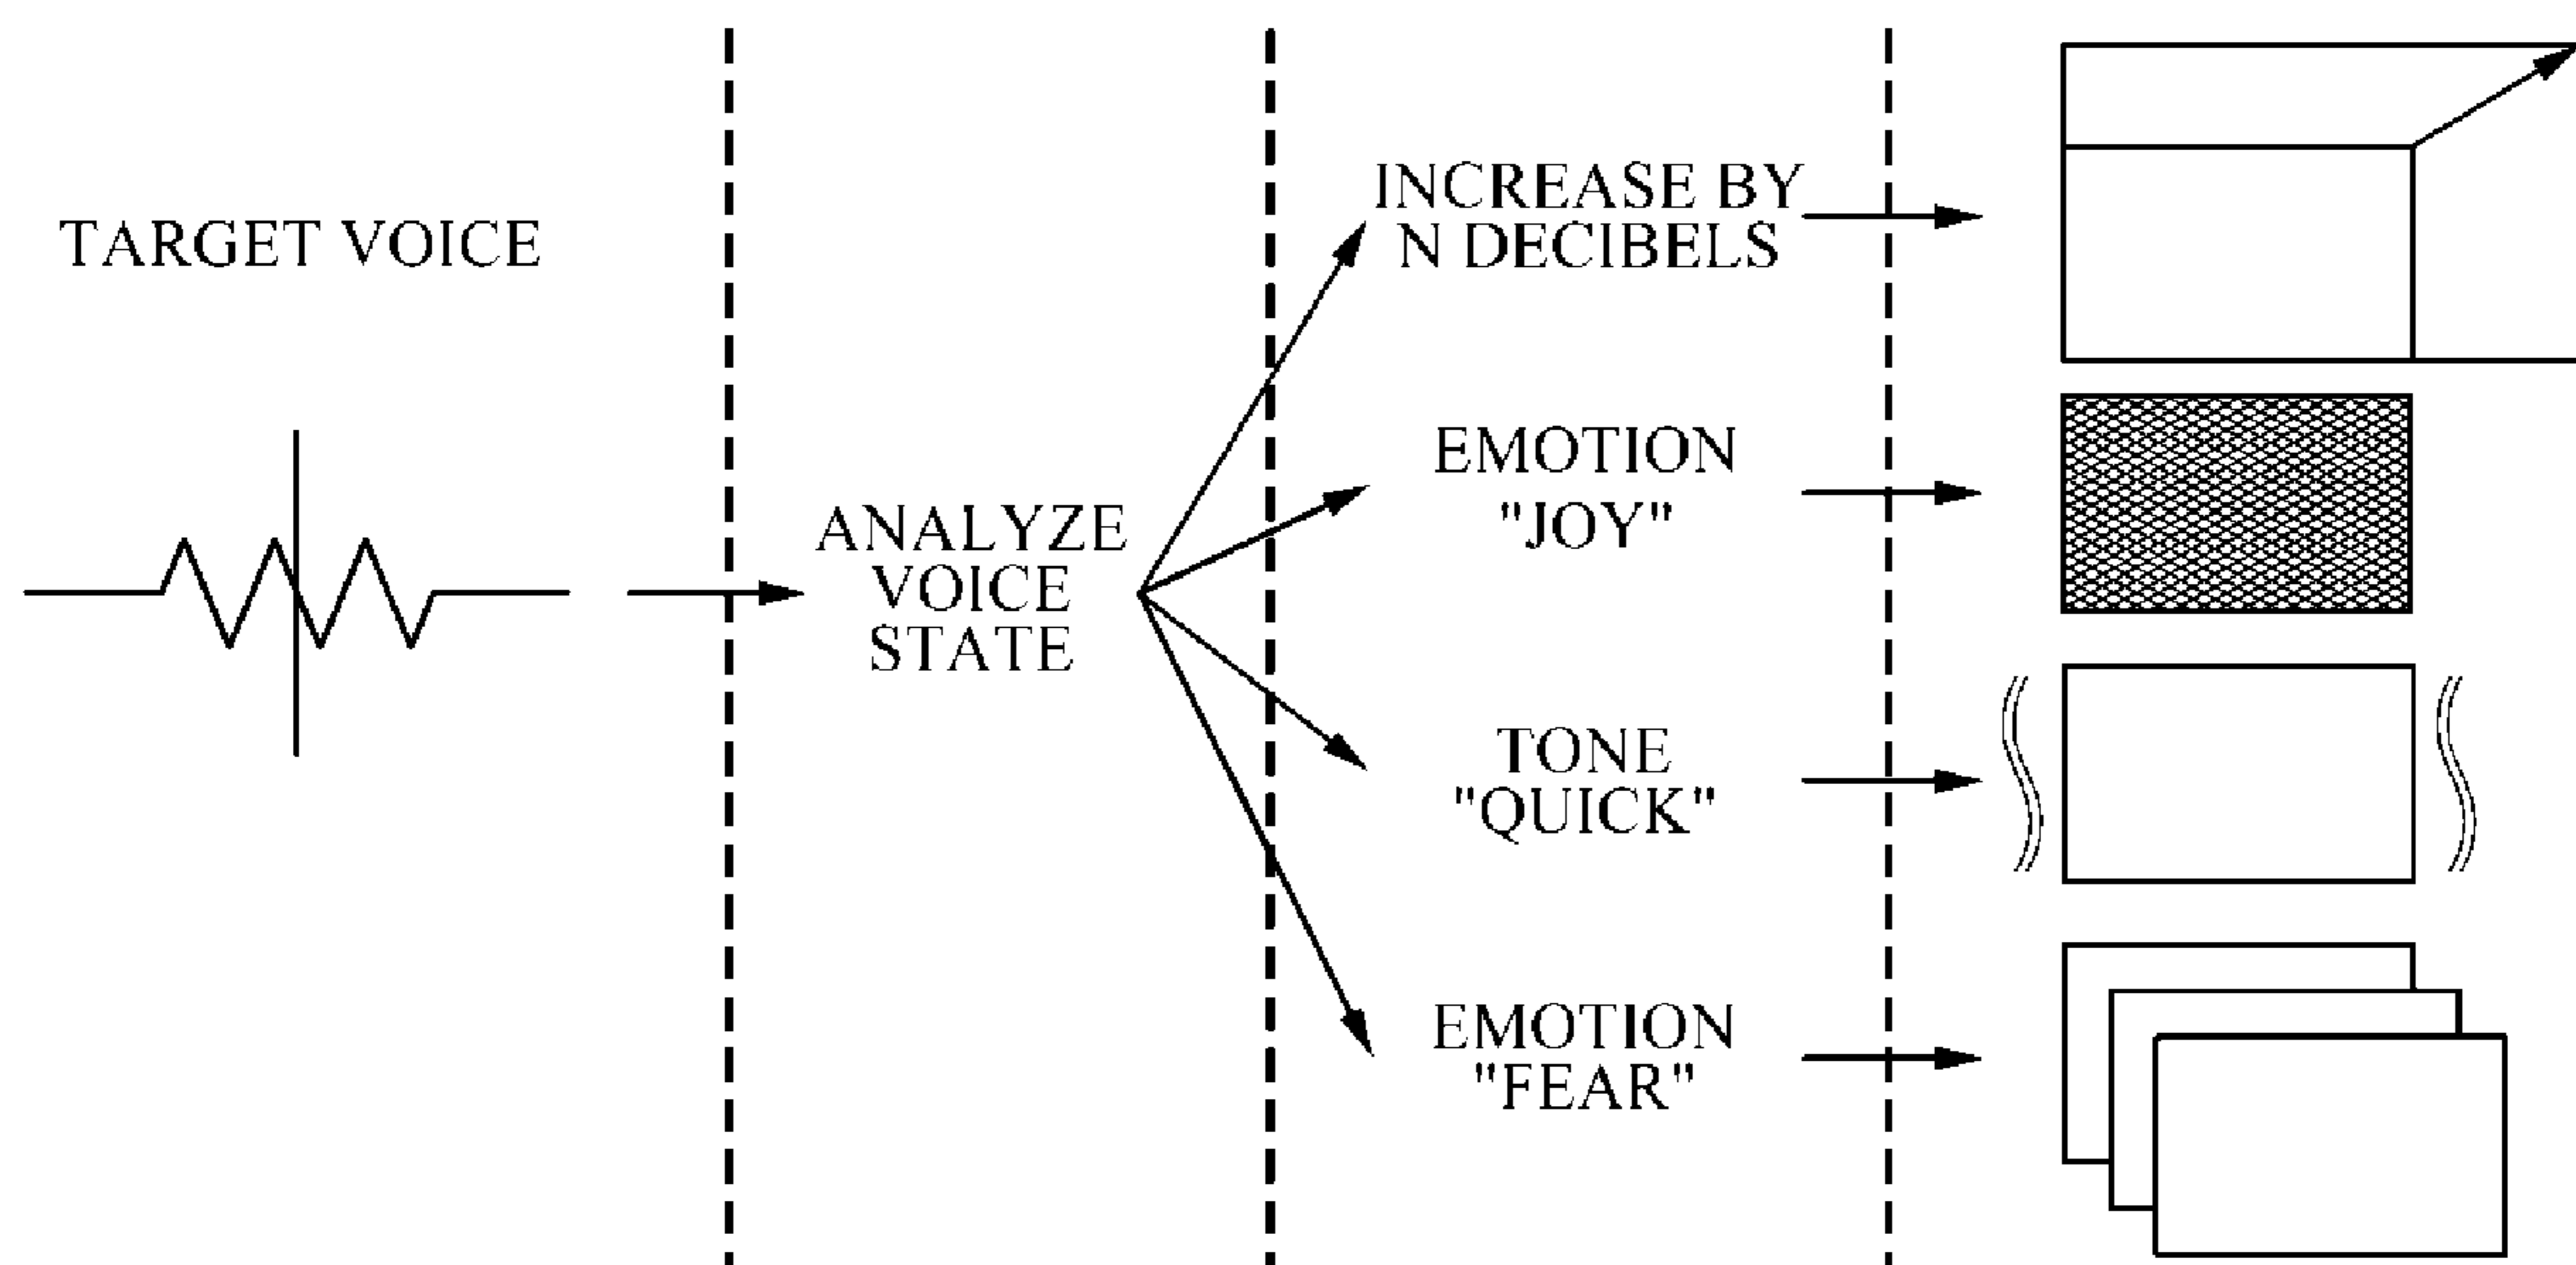 TARGET VOICE
ANALYZE
VOICE
STATE
INCREASE BY
N DECIBELS
EMOTION
"JOY"
TONE
"QUICK"
EMOTION
"FEAR"